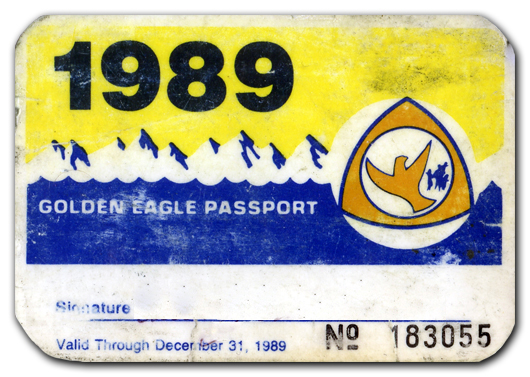 1989
GOLDEN EAGLE PASSPORT
Signature
Valid Through December 31, 1989
Nº 183055